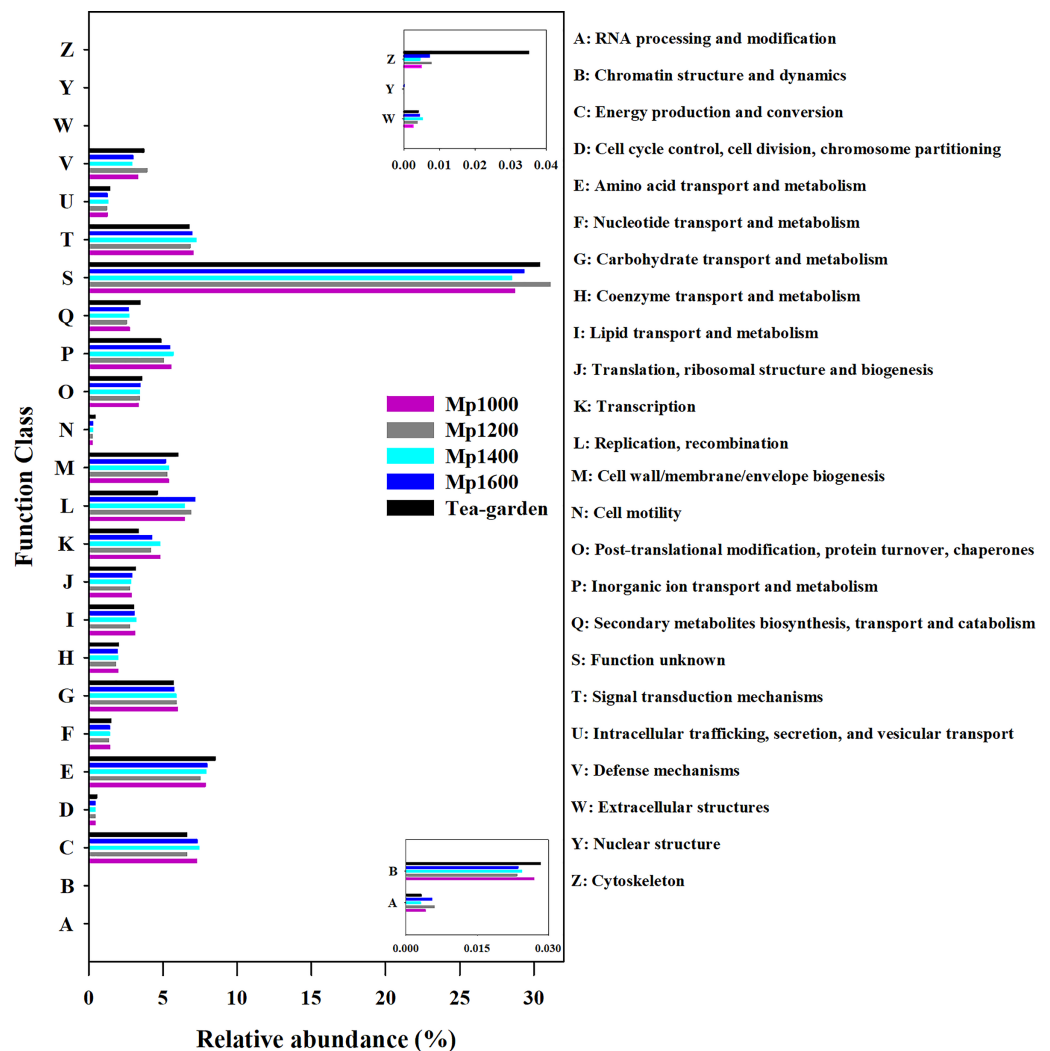 Z
Y
W
V
U
T
S
Q
P
O
N
M
L
K
J
I
H
G
F
E
D
C
B
A
Function Class
0 5 10 15 20 25 30
Relative abundance (%)
Z
Y
W
0.00 0.01 0.02 0.03 0.04
Mp1000
Mp1200
Mp1400
Mp1600
Tea-garden
B
A
0.000 0.015 0.030
A: RNA processing and modification
B: Chromatin structure and dynamics
C: Energy production and conversion
D: Cell cycle control, cell division, chromosome partitioning
E: Amino acid transport and metabolism
F: Nucleotide transport and metabolism
G: Carbohydrate transport and metabolism
H: Coenzyme transport and metabolism
I: Lipid transport and metabolism
J: Translation, ribosomal structure and biogenesis
K: Transcription
L: Replication, recombination
M: Cell wall/membrane/envelope biogenesis
N: Cell motility
O: Post-translational modification, protein turnover, chaperones
P: Inorganic ion transport and metabolism
Q: Secondary metabolites biosynthesis, transport and catabolism
S: Function unknown
T: Signal transduction mechanisms
U: Intracellular trafficking, secretion, and vesicular transport
V: Defense mechanisms
W: Extracellular structures
Y: Nuclear structure
Z: Cytoskeleton